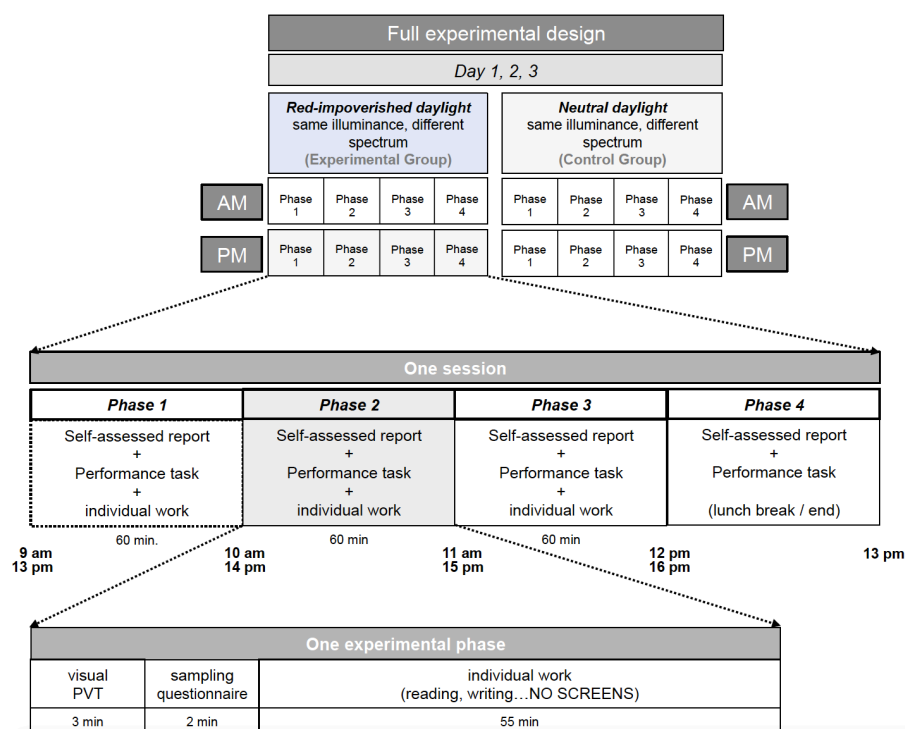 Full experimental design
Day 1, 2, 3
Red-impoverished daylight
same illuminance, different
spectrum
(Experimental Group)
Neutral daylight
same illuminance, different
spectrum
(Control Group)
AM
Phase 1
Phase 2
Phase 3
Phase 4
Phase 1
Phase 2
Phase 3
Phase 4
AM
PM
Phase 1
Phase 2
Phase 3
Phase 4
Phase 1
Phase 2
Phase 3
Phase 4
PM
One session
Phase 1
Self-assessed report
+
Performance task
+
individual work
Phase 2
Self-assessed report
+
Performance task
+
individual work
Phase 3
Self-assessed report
+
Performance task
+
individual work
Phase 4
Self-assessed report
+
Performance task
(lunch break / end)
60 min.
60 min
60 min
9 am
13 pm
10 am
14 pm
11 am
15 pm
12 pm
16 pm
13 pm
One experimental phase
visual
PVT
sampling
questionnaire
individual work
(reading, writing…NO SCREENS)
3 min
2 min
55 min